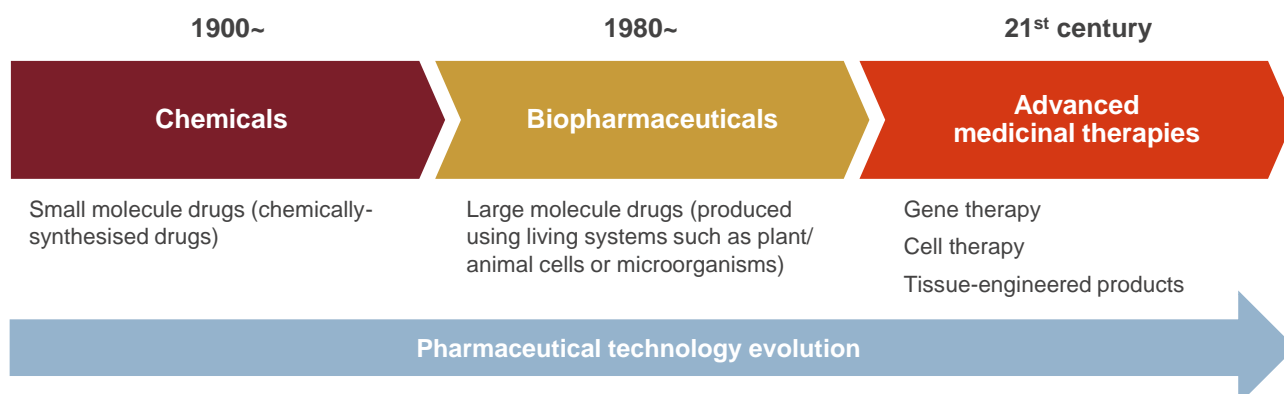 1900~
1980~
21st century
Chemicals
Biopharmaceuticals
Advanced
medicinal therapies
Small molecule drugs (chemically-
synthesised drugs)
Large molecule drugs (produced
using living systems such as plant/
animal cells or microorganisms)
Gene therapy
Cell therapy
Tissue-engineered products
Pharmaceutical technology evolution